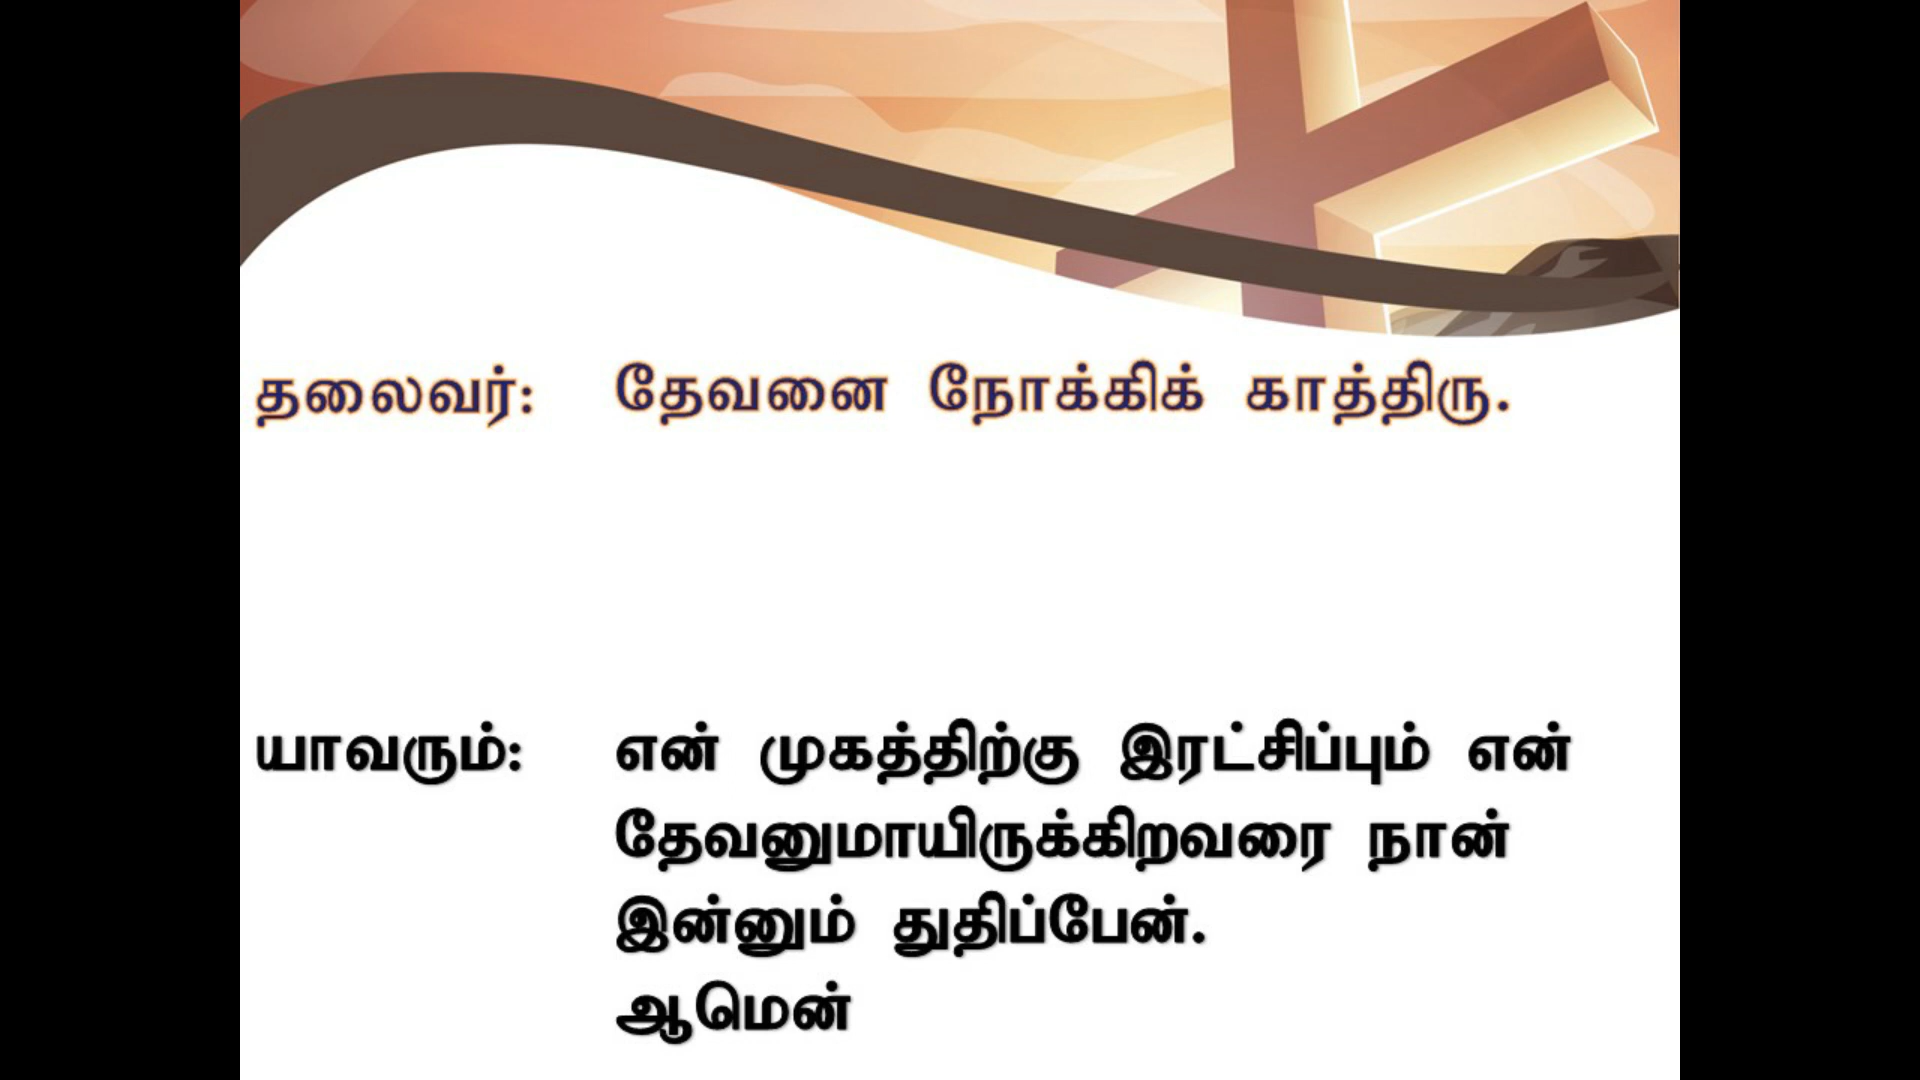 தலைவர்: தேவனை நோக்கிக் காத்திரு.
யாவரும்: என் முகத்திற்கு இரட்சிப்பும் என்
தேவனுமாயிருக்கிறவரை நான்
இன்னும் துதிப்பேன்.
ஆமென்